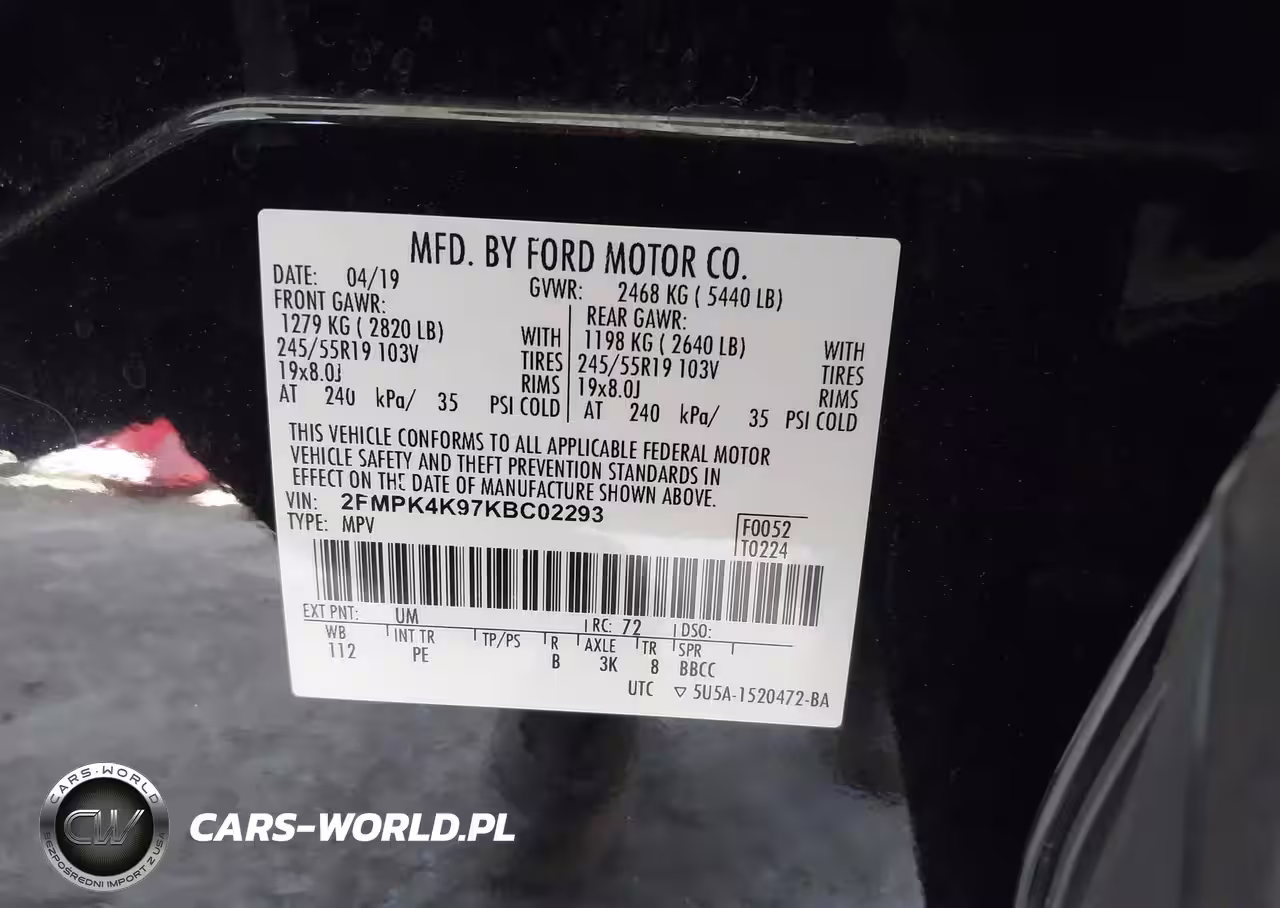 MFD. BY FORD MOTOR CO.
DATE: 04/19 GVWR: 2468 KG ( 5440 LB)
FRONT GAWR: REAR GAWR:
1279 KG ( 2820 LB) WITH 1198 KG ( 2640 LB) WITH
245/55R19 103V TIRES 245/55R19 103V TIRES
19x8.0J RIMS 19x8.0J RIMS
AT 240 kPa/ 35 PSI COLD AT 240 kPa/ 35 PSI COLD
THIS VEHICLE CONFORMS TO ALL APPLICABLE FEDERAL MOTOR
VEHICLE SAFETY AND THEFT PREVENTION STANDARDS IN
EFFECT ON THE DATE OF MANUFACTURE SHOWN ABOVE.
VIN: 2FMPK4K97KBC02293
TYPE: MPV
F0052
T0224
EXT PNT: UM RC: 72 DSO:
WB INT TR TP/PS R AXLE TR SPR
112 PE B 3K 8 BBCC
UTC ▽ 5U5A-1520472-BA
CARS-WORLD
CW
BEZPOŚREDNI IMPORT Z USA
CARS-WORLD.PL